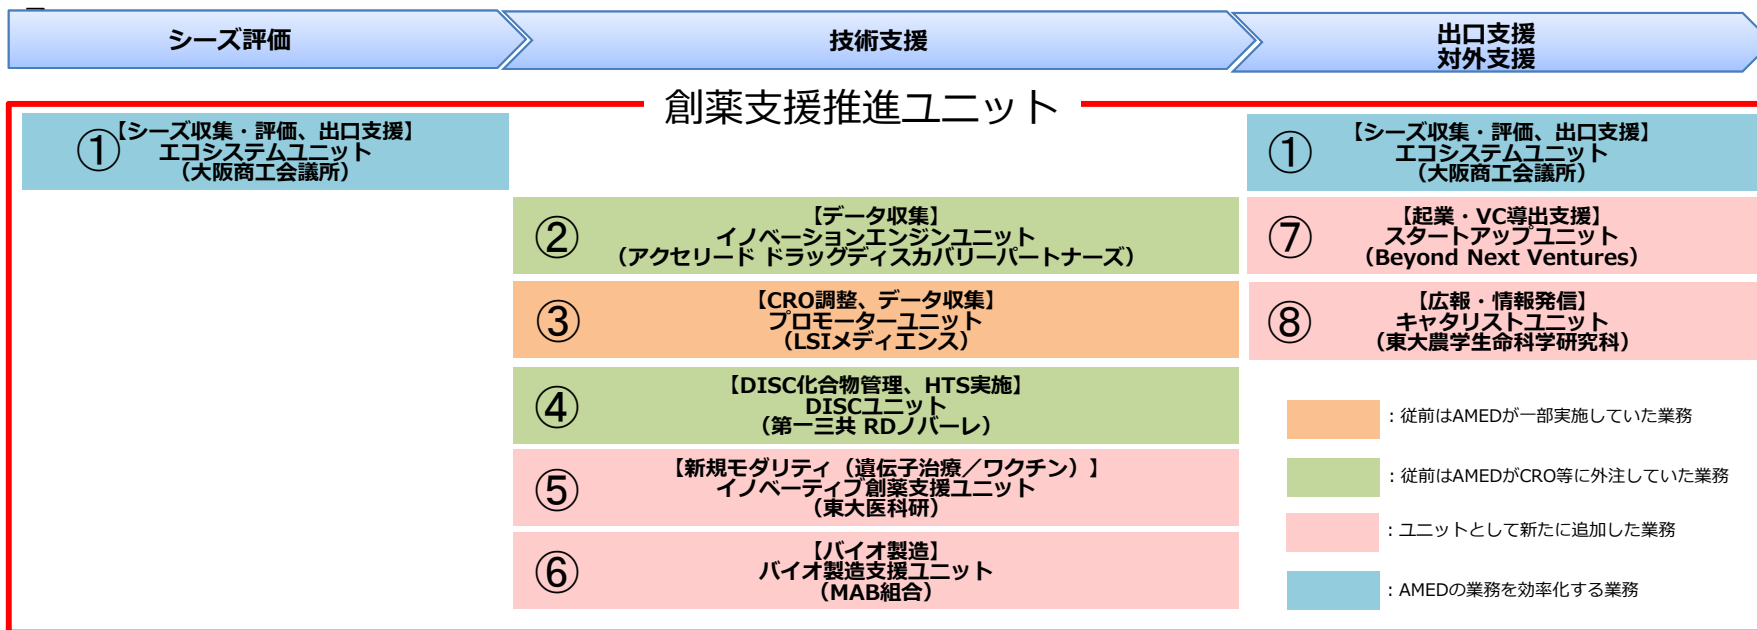 シーズ評価
技術支援
出口支援
対外支援
創薬支援推進ユニット
①
【シーズ収集・評価、出口支援】
エコシステムユニット
（大阪商工会議所）
②
【データ収集】
イノベーションエンジンユニット
（アクセリード ドラッグディスカバリーパートナーズ）
③
【CRO調整、データ収集】
プロモーターユニット
（LSIメディエンス）
④
【DISC化合物管理、HTS実施】
DISCユニット
（第一三共 RDノバーレ）
⑤
【新規モダリティ（遺伝子治療／ワクチン）】
イノベーティブ創薬支援ユニット
（東大医科研）
⑥
【バイオ製造】
バイオ製造支援ユニット
（MAB組合）
①
【シーズ収集・評価、出口支援】
エコシステムユニット
（大阪商工会議所）
⑦
【起業・VC導出支援】
スタートアップユニット
（Beyond Next Ventures）
⑧
【広報・情報発信】
キャタリストユニット
（東大農学生命科学研究科）
：従前はAMEDが一部実施していた業務
：従前はAMEDがCRO等に外注していた業務
：ユニットとして新たに追加した業務
：AMEDの業務を効率化する業務